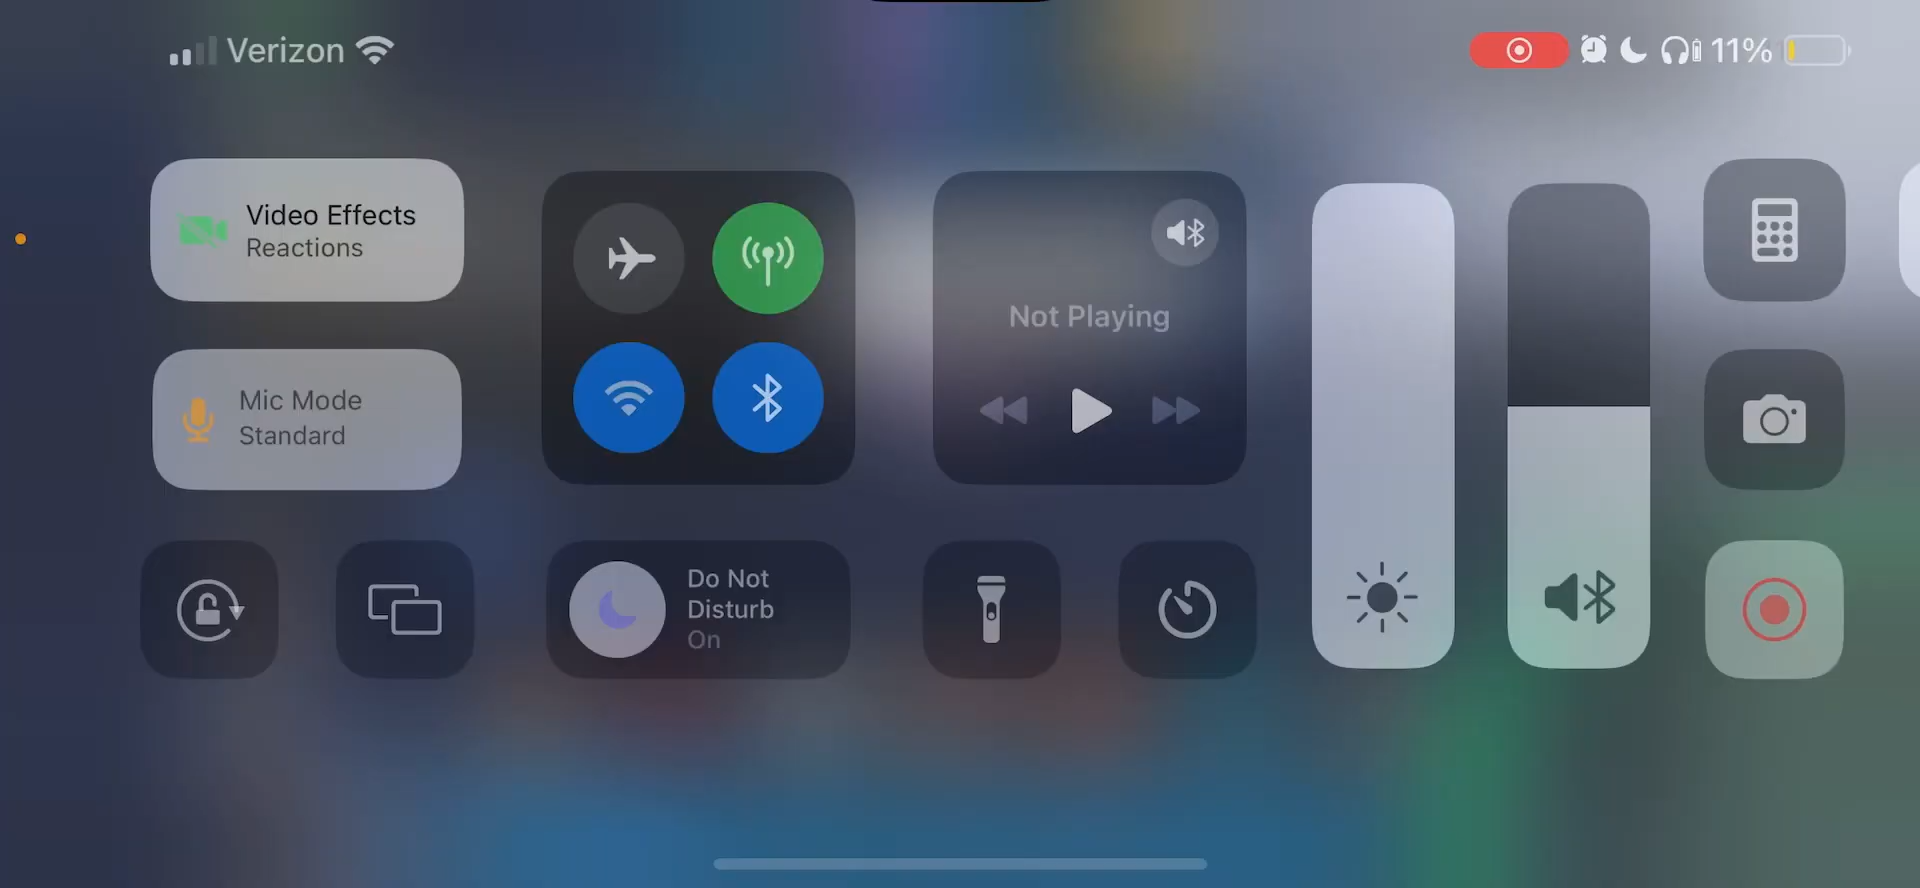 Verizon
11%
Video Effects
Reactions
Mic Mode
Standard
Not Playing
Do Not
Disturb
On